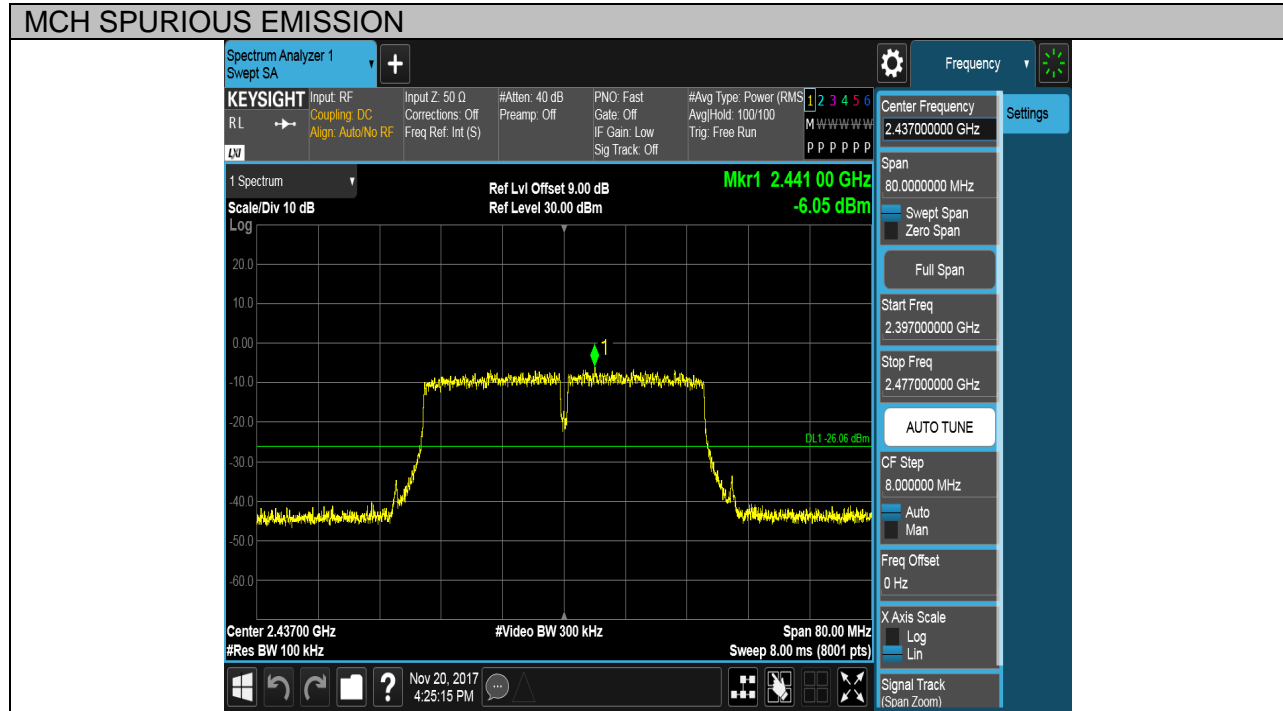 MCH SPURIOUS EMISSION
Spectrum Analyzer 1
Swept SA
+
Frequency
KEYSIGHT
RL
LXI
Input: RF
Coupling: DC
Align: Auto/No RF
Input Z: 50 Ω
Corrections: Off
Freq Ref: Int (S)
#Atten: 40 dB
Preamp: Off
PNO: Fast
Gate: Off
IF Gain: Low
Sig Track: Off
#Avg Type: Power (RMS
Avg|Hold: 100/100
Trig: Free Run
1 2 3 4 5 6
M W W W W W
P P P P P P
1 Spectrum
Scale/Div 10 dB
Log
Ref Lvl Offset 9.00 dB
Ref Level 30.00 dBm
Mkr1 2.441 00 GHz
-6.05 dBm
20.0
10.0
0.00
-10.0
-20.0
-30.0
-40.0
-50.0
-60.0
1
DL1 -26.06 dBm
Center 2.43700 GHz
#Res BW 100 kHz
#Video BW 300 kHz
Span 80.00 MHz
Sweep 8.00 ms (8001 pts)
?
Nov 20, 2017
4:25:15 PM
Center Frequency
2.437000000 GHz
Span
80.0000000 MHz
Swept Span
Zero Span
Full Span
Start Freq
2.397000000 GHz
Stop Freq
2.477000000 GHz
AUTO TUNE
CF Step
8.000000 MHz
Auto
Man
Freq Offset
0 Hz
X Axis Scale
Log
Lin
Signal Track
(Span Zoom)
Settings